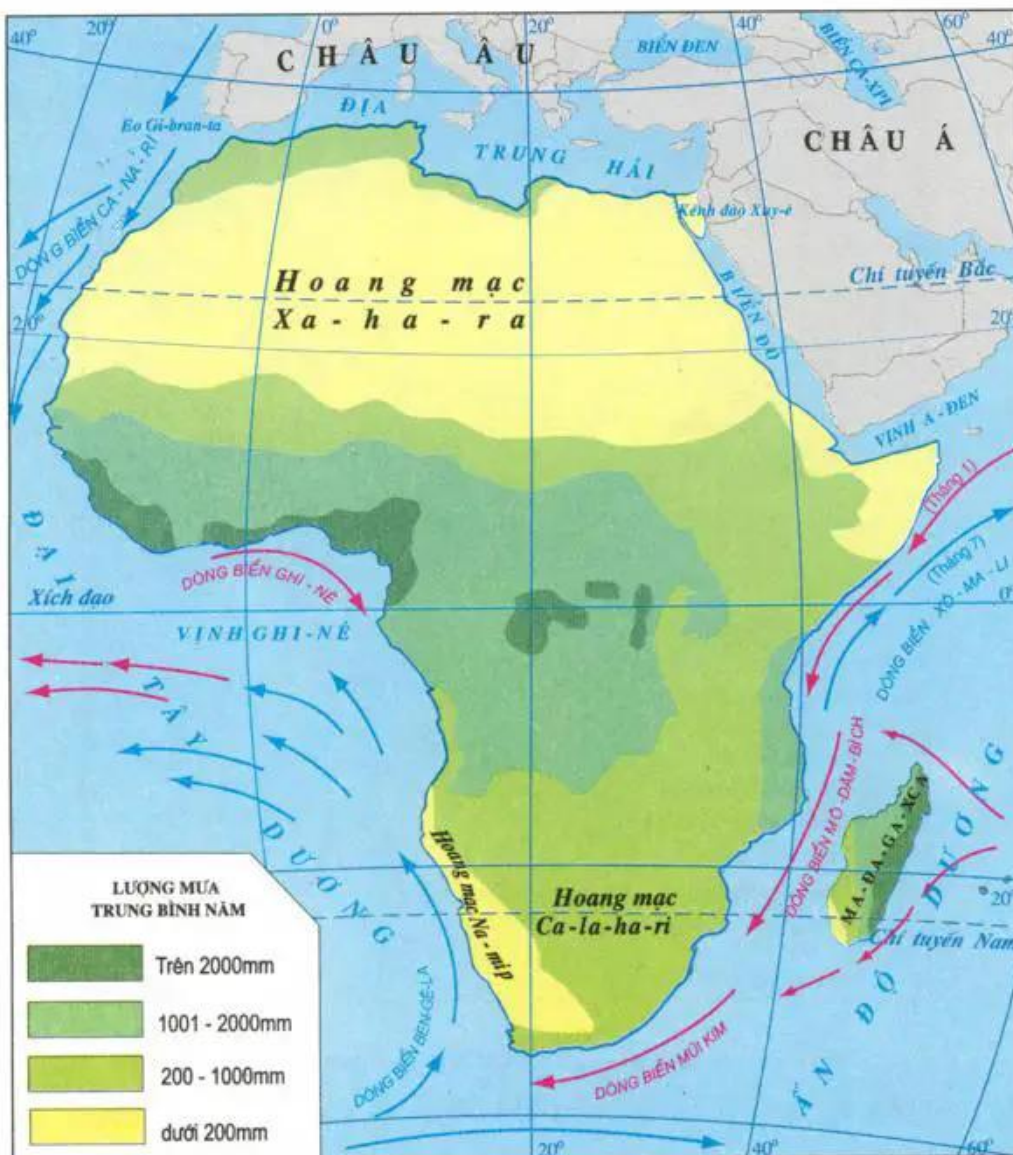 40°
20°
0°
20°
40°
60°
40°
CHÂU ÂU
BIỂN ĐEN
BIỂN CA-XPI
ĐỊA
TRUNG HẢI
CHÂU Á
Eo Gi-bran-ta
DÒNG BIỂN CA - NA - RI
Kênh đào Xuy-ê
Hoang mạc
Xa - ha - ra
Chí tuyến Bắc
BIỂN ĐỎ
20°
20°
VỊNH A-ĐEN
(Tháng 1)
(Tháng 7)
DÒNG BIỂN XÔ - MA - LI
ĐẠI
TÂY
DƯƠNG
DÒNG BIỂN GHI - NÊ
Xích đạo
0°
VỊNH GHI-NÊ
DÒNG BIỂN MÔ - DĂM - BÍCH
MA - ĐA - GA - XCA
Hoang mạc Na - mip
Hoang mạc
Ca-la-ha-ri
20°
Chí tuyến Nam
ẤN
ĐỘ
DƯƠNG
DÒNG BIỂN BEN-GÊ-LA
DÒNG BIỂN MŨI KIM
20°
40°
60°
LƯỢNG MƯA
TRUNG BÌNH NĂM
Trên 2000mm
1001 - 2000mm
200 - 1000mm
dưới 200mm